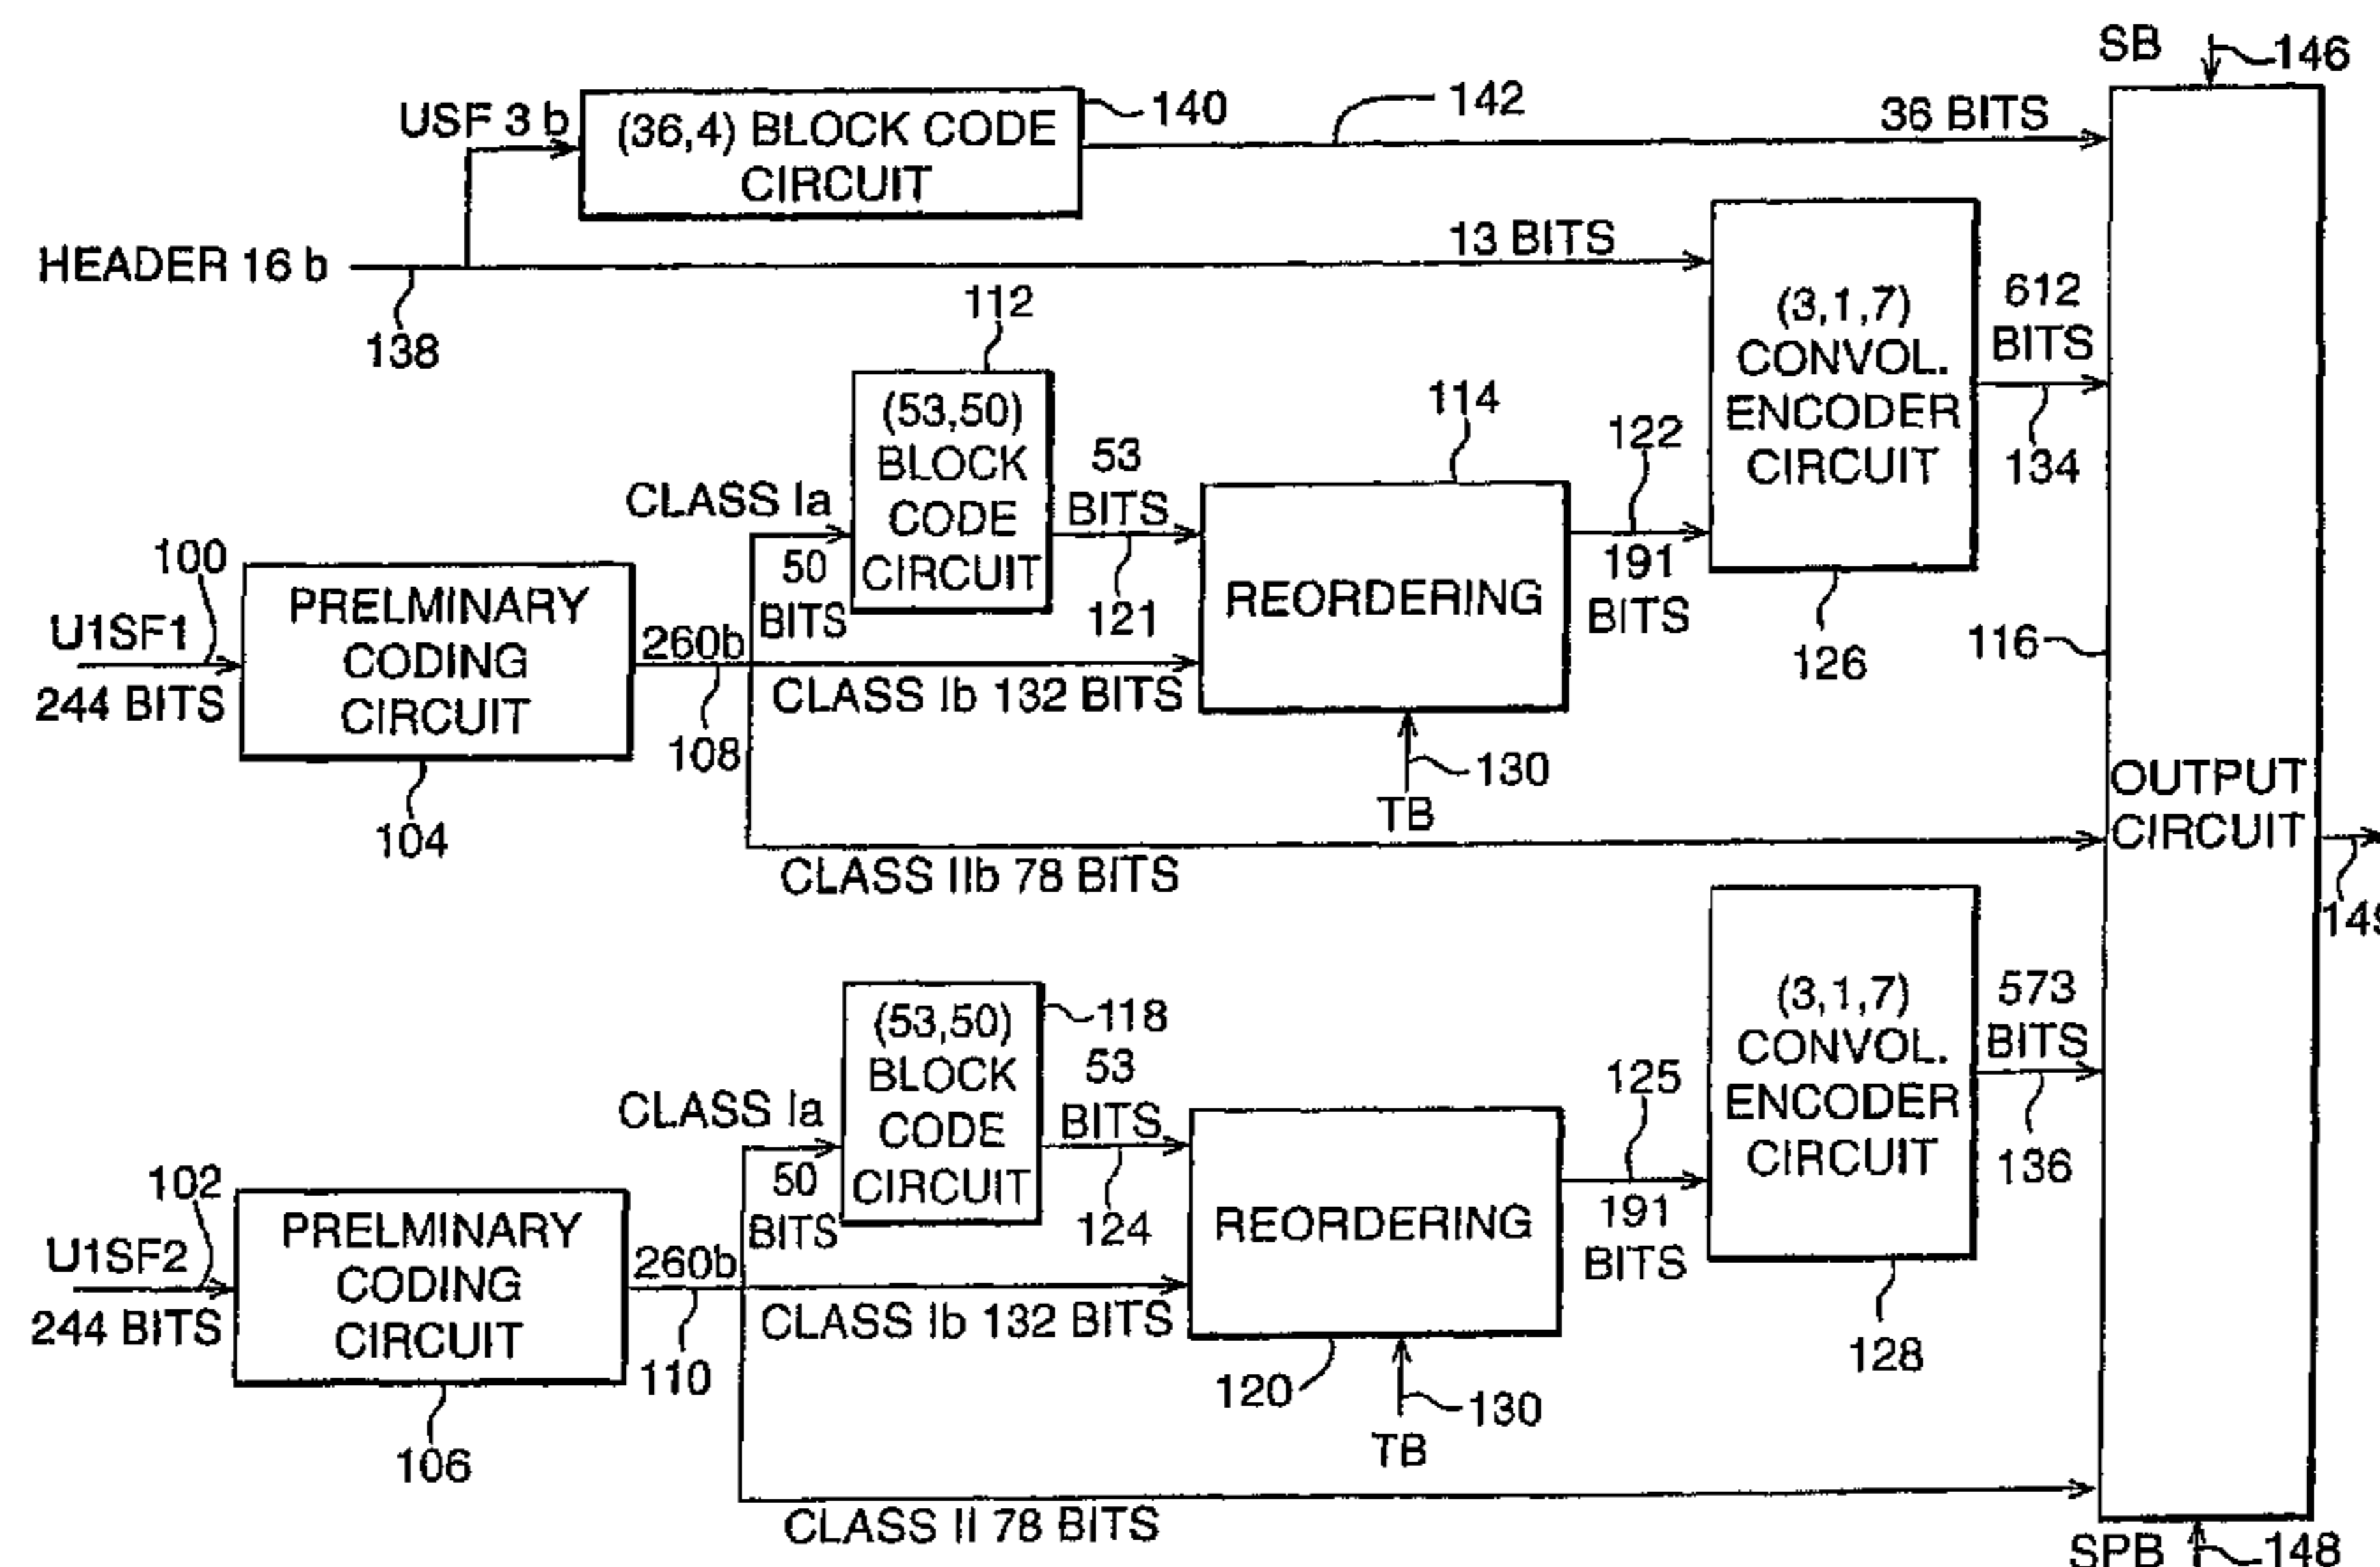 SB
146
USF 3 b
(36,4) BLOCK CODE
CIRCUIT
140
142
36 BITS
HEADER 16 b
138
13 BITS
112
(53,50)
BLOCK
CODE
CIRCUIT
CLASS Ia
50
BITS
53
BITS
121
114
REORDERING
122
191
BITS
(3,1,7)
CONVOL.
ENCODER
CIRCUIT
126
612
BITS
134
116
100
U1SF1
244 BITS
PRELMINARY
CODING
CIRCUIT
104
260b
108
CLASS Ib 132 BITS
130
TB
CLASS IIb 78 BITS
OUTPUT
CIRCUIT
(53,50)
BLOCK
CODE
CIRCUIT
118
CLASS Ia
50
BITS
53
BITS
124
REORDERING
120
125
191
BITS
(3,1,7)
CONVOL.
ENCODER
CIRCUIT
128
573
BITS
136
102
U1SF2
244 BITS
PRELMINARY
CODING
CIRCUIT
106
260b
110
CLASS Ib 132 BITS
130
TB
CLASS II 78 BITS
SPB
148